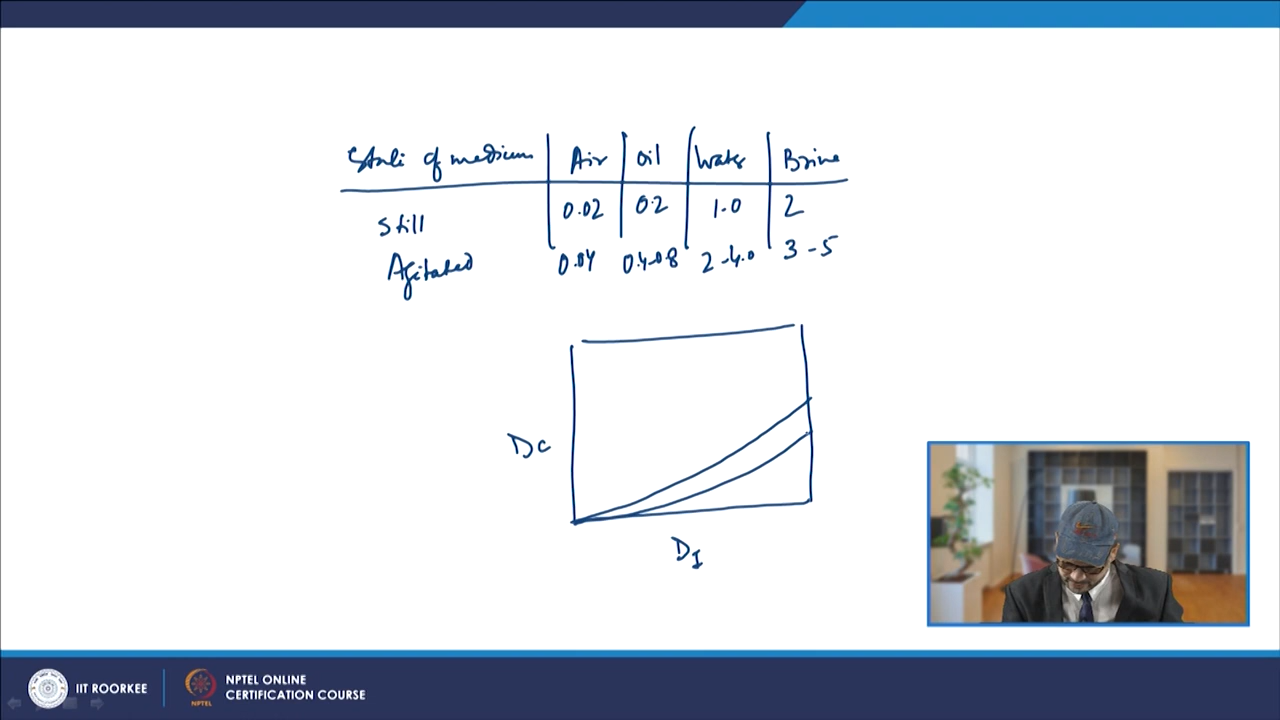 State of medium Air Oil Water Brine
Still 0.02 0.2 1.0 2
Agitated 0.04 0.4-0.8 2-4.0 3-5
Dc
DI
IIT ROORKEE
NPTEL
NPTEL ONLINE
CERTIFICATION COURSE